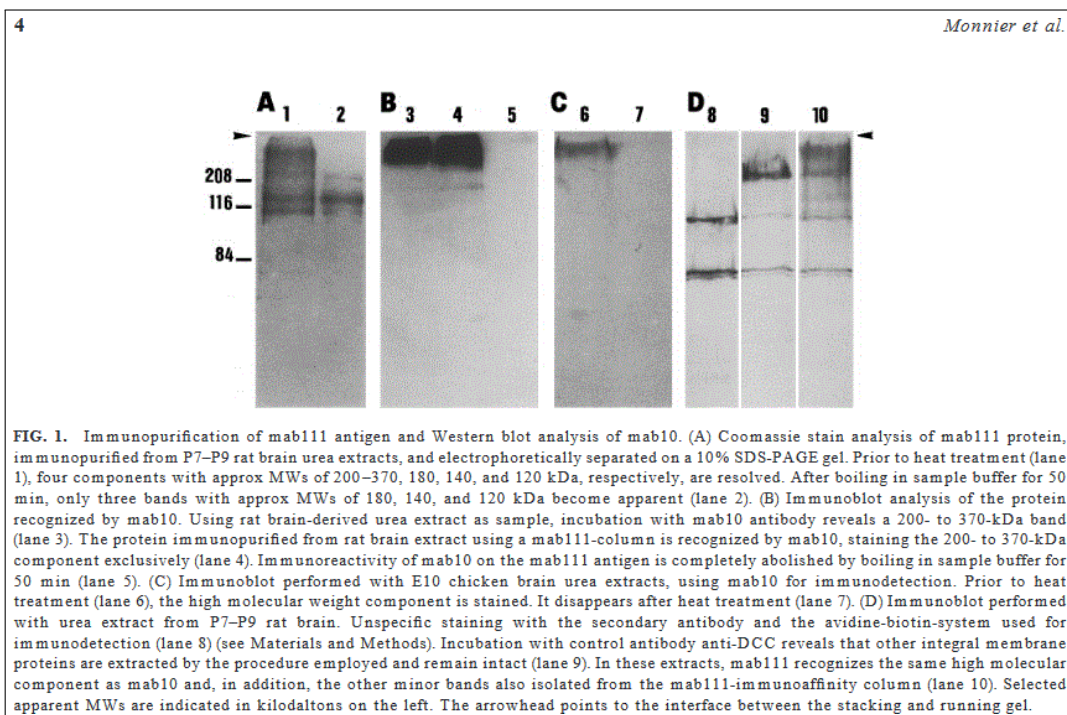 4 Monnier et al.
A 1 2 B 3 4 5 C 6 7 D 8 9 10
208
116
84
FIG. 1. Immunopurification of mab111 antigen and Western blot analysis of mab10. (A) Coomassie stain analysis of mab111 protein,
immunopurified from P7–P9 rat brain urea extracts, and electrophoretically separated on a 10% SDS-PAGE gel. Prior to heat treatment (lane
1), four components with approx MWs of 200–370, 180, 140, and 120 kDa, respectively, are resolved. After boiling in sample buffer for 50
min, only three bands with approx MWs of 180, 140, and 120 kDa become apparent (lane 2). (B) Immunoblot analysis of the protein
recognized by mab10. Using rat brain-derived urea extract as sample, incubation with mab10 antibody reveals a 200- to 370-kDa band
(lane 3). The protein immunopurified from rat brain extract using a mab111-column is recognized by mab10, staining the 200- to 370-kDa
component exclusively (lane 4). Immunoreactivity of mab10 on the mab111 antigen is completely abolished by boiling in sample buffer for
50 min (lane 5). (C) Immunoblot performed with E10 chicken brain urea extracts, using mab10 for immunodetection. Prior to heat
treatment (lane 6), the high molecular weight component is stained. It disappears after heat treatment (lane 7). (D) Immunoblot performed
with urea extract from P7–P9 rat brain. Unspecific staining with the secondary antibody and the avidine-biotin-system used for
immunodetection (lane 8) (see Materials and Methods). Incubation with control antibody anti-DCC reveals that other integral membrane
proteins are extracted by the procedure employed and remain intact (lane 9). In these extracts, mab111 recognizes the same high molecular
component as mab10 and, in addition, the other minor bands also isolated from the mab111-immunoaffinity column (lane 10). Selected
apparent MWs are indicated in kilodaltons on the left. The arrowhead points to the interface between the stacking and running gel.